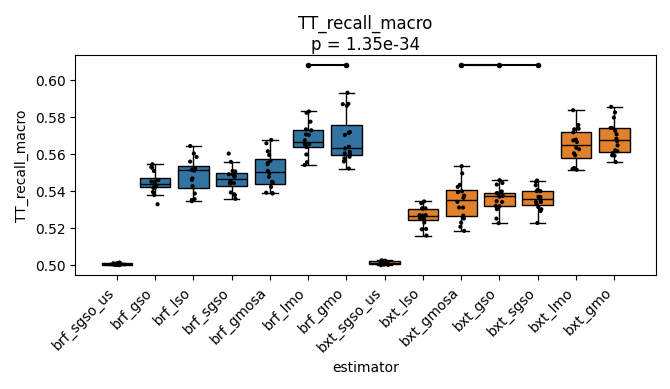 TT_recall_macro
p = 1.35e-34
TT_recall_macro
0.60
0.58
0.56
0.54
0.52
0.50
brf_sgso_us
brf_gso
brf_lso
brf_sgso
brf_gmosa
brf_lmo
brf_gmo
bxt_sgso_us
bxt_lso
bxt_gmosa
bxt_gso
bxt_sgso
bxt_lmo
bxt_gmo
estimator